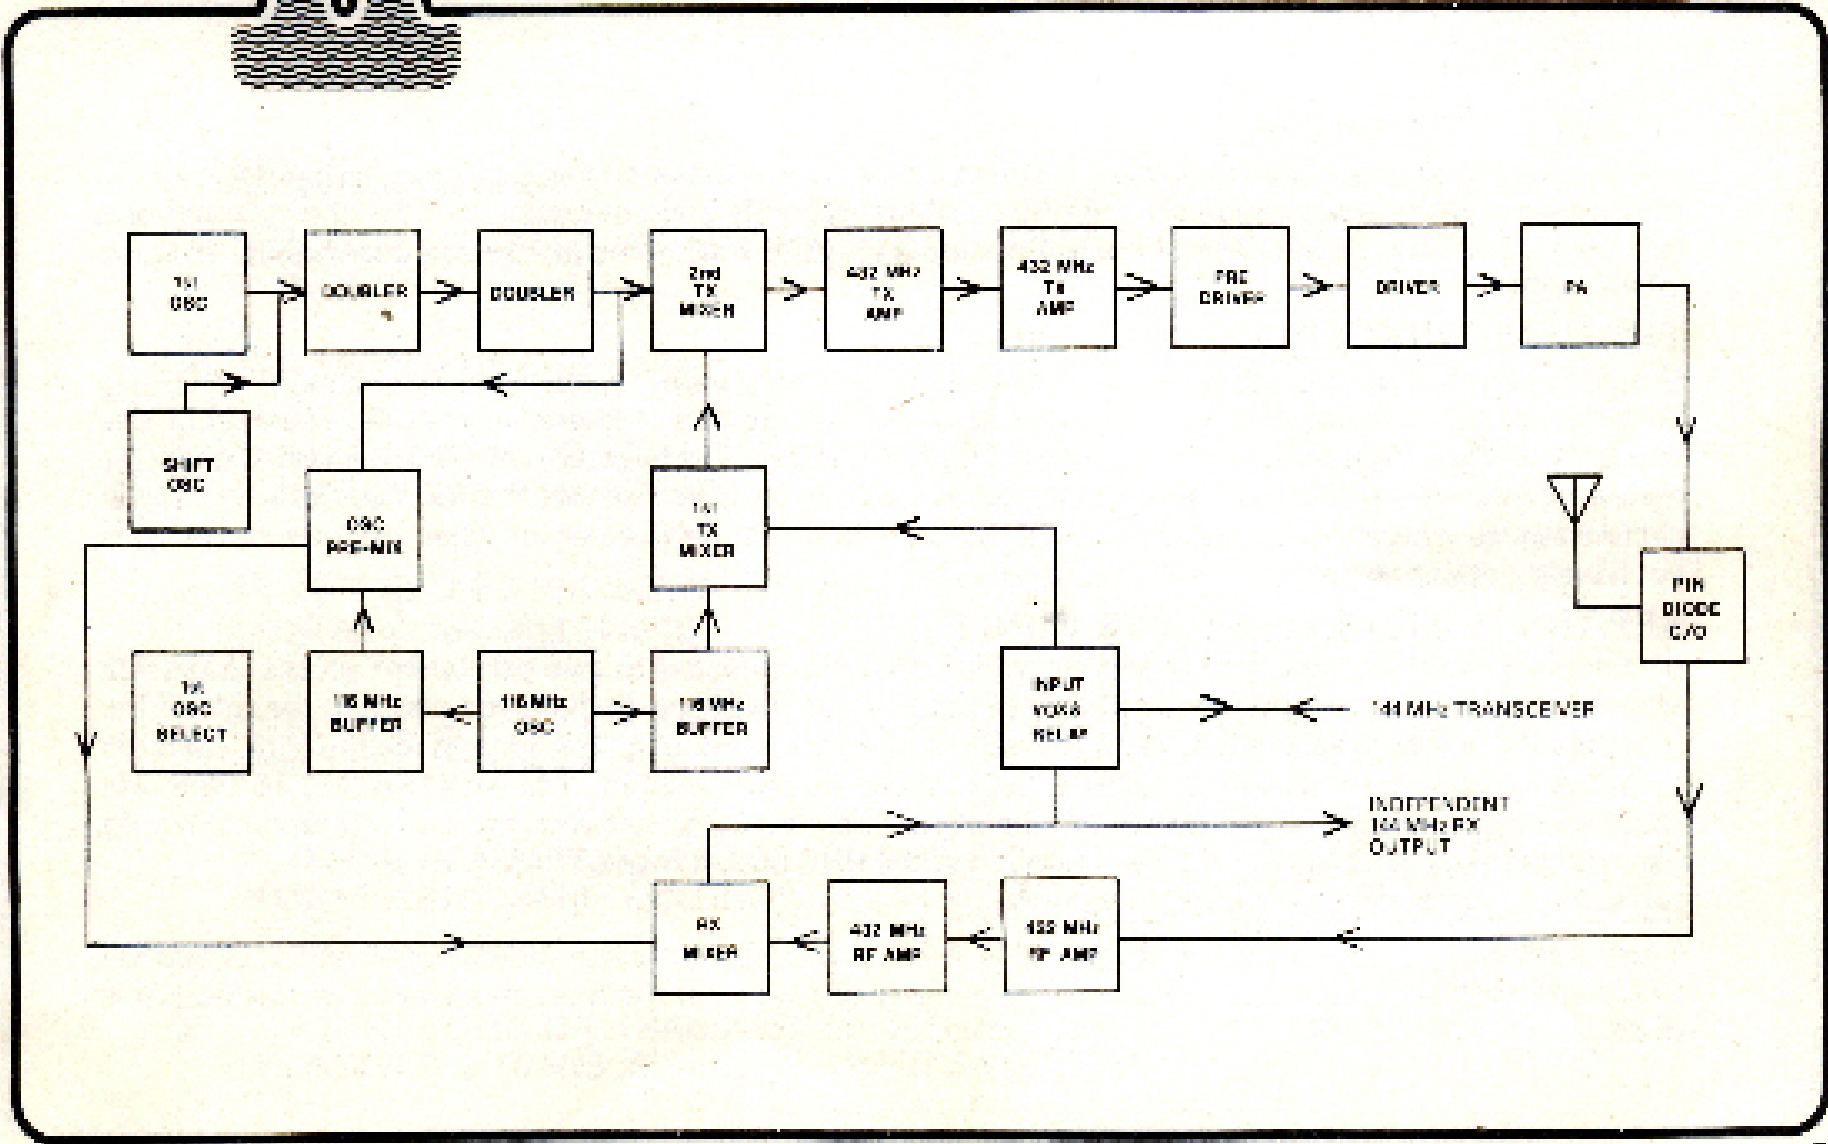 1st
OSC
DOUBLER
DOUBLER
2nd
TX
MIXER
432 MHz
TX
AMP
432 MHz
TX
AMP
PRE
DRIVER
DRIVER
PA
SHIFT
OSC
OSC
PRE-MIX
1st
TX
MIXER
PIN
DIODE
C/O
1st
OSC
SELECT
116 MHz
BUFFER
116 MHz
OSC
116 MHz
BUFFER
INPUT
VOX&
RELAY
144 MHz TRANSCEIVER
INDEPENDENT
144 MHz RX
OUTPUT
RX
MIXER
432 MHz
RF AMP
432 MHz
RF AMP